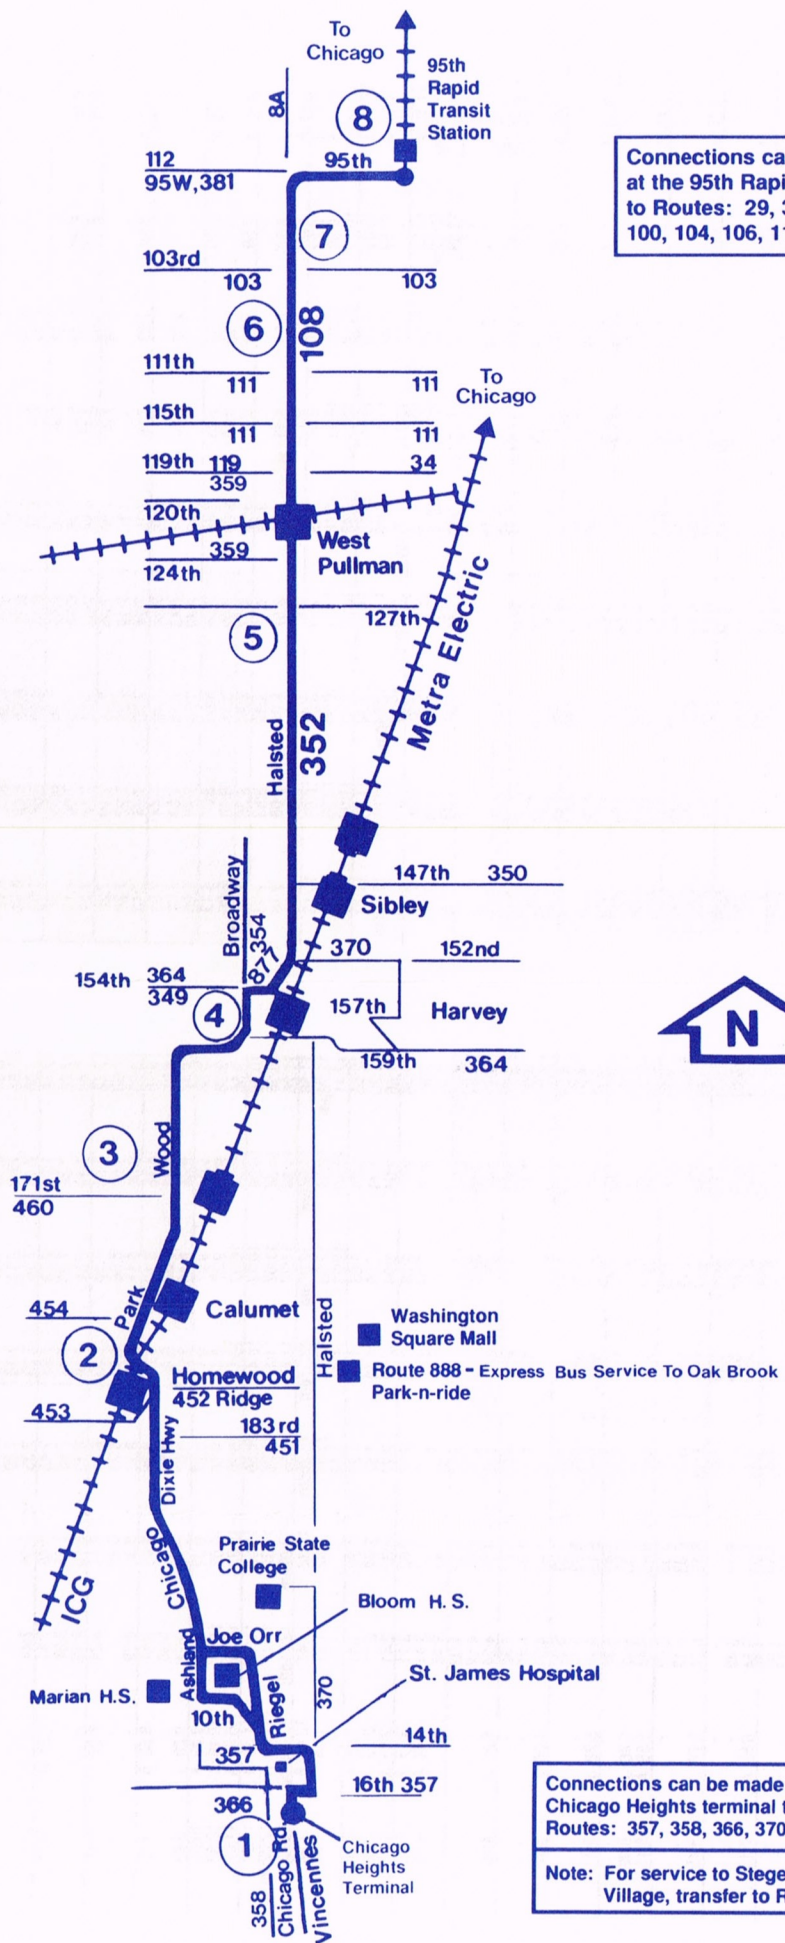 To
Chicago
95th
Rapid
Transit
Station
8A
8
112
95W,381
95th
Connections ca
at the 95th Rapi
to Routes: 29, 3
100, 104, 106, 11
7
103rd
103
103
6
108
111th
111
111
To
Chicago
115th
111
111
119th 119
34
359
120th
West
Pullman
359
124th
127th
5
Metra Electric
Halsted
352
147th 350
Sibley
Broadway
354
877
370
152nd
154th
364
349
4
157th
Harvey
159th
364
N
3
Wood
171st
460
Park
454
Calumet
Halsted
Washington
Square Mall
2
Homewood
452 Ridge
Route 888 - Express Bus Service To Oak Brook
Park-n-ride
453
183 rd
451
Dixie Hwy
Chicago
ICG
Prairie State
College
Bloom H. S.
Joe Orr
Ashland
Marian H.S.
Riegel
370
St. James Hospital
10th
14th
357
16th 357
366
1
Chicago Rd.
Vincennes
358
Chicago
Heights
Terminal
Connections can be made
Chicago Heights terminal t
Routes: 357, 358, 366, 370
Note: For service to Stege
Village, transfer to R